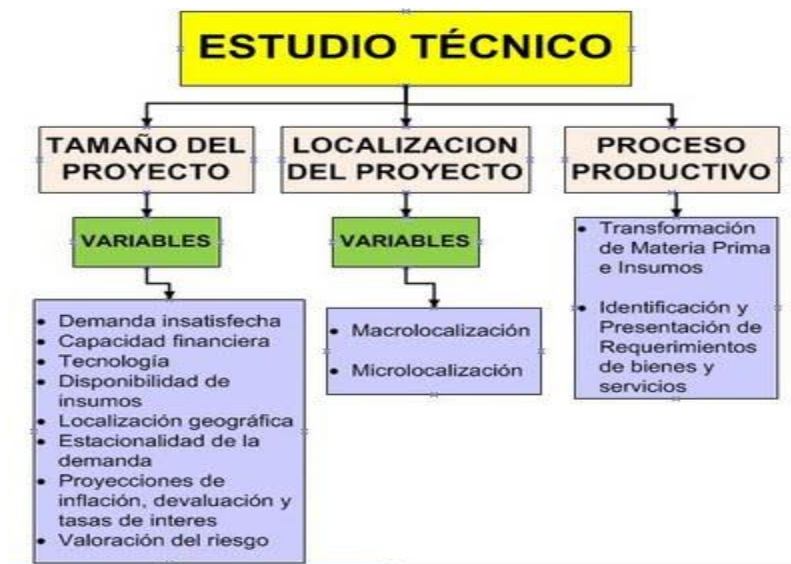 ESTUDIO TÉCNICO
TAMAÑO DEL
PROYECTO
VARIABLES
• Demanda insatisfecha
• Capacidad financiera
• Tecnología
• Disponibilidad de
insumos
• Localización geográfica
• Estacionalidad de la
demanda
• Proyecciones de
inflación, devaluación y
tasas de interes
• Valoración del riesgo
LOCALIZACION
DEL PROYECTO
VARIABLES
• Macrolocalización
• Microlocalización
PROCESO
PRODUCTIVO
• Transformación
de Materia Prima
e Insumos
• Identificación y
Presentación de
Requerimientos
de bienes y
servicios